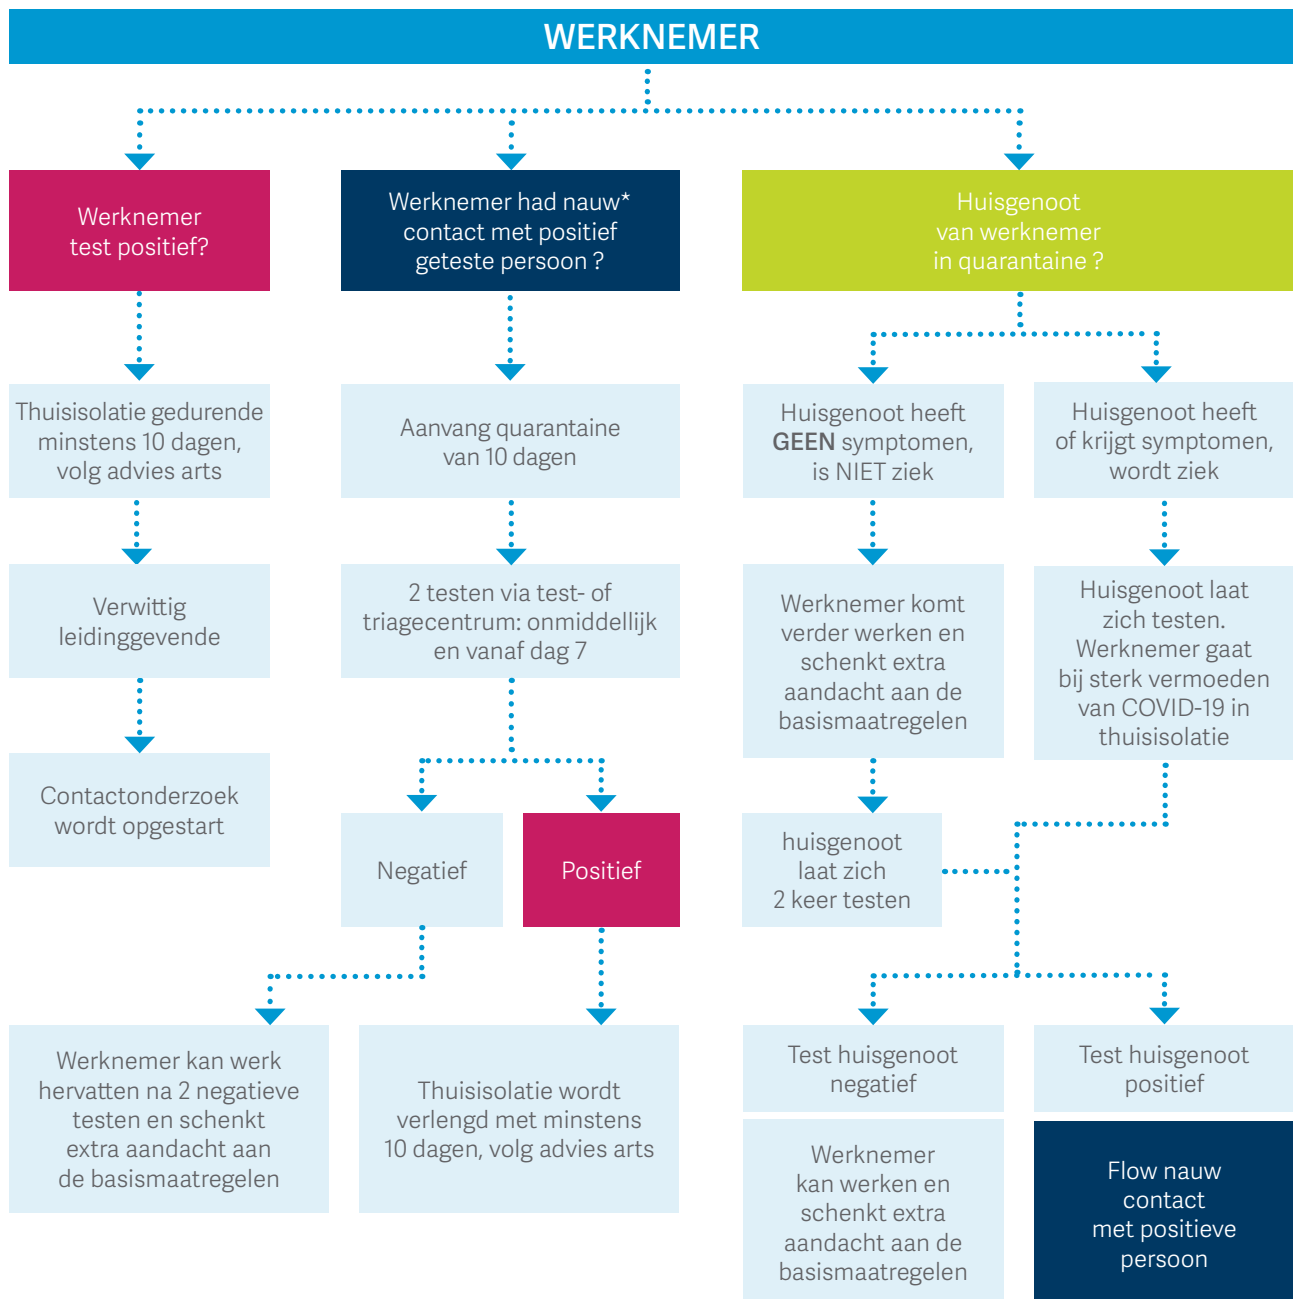 WERKNEMER
Werknemer
test positief?
Werknemer had nauw*
contact met positief
geteste persoon ?
Huisgenoot
van werknemer
in quarantaine ?
Thuisisolatie gedurende
minstens 10 dagen,
volg advies arts
Aanvang quarantaine
van 10 dagen
Huisgenoot heeft
GEEN symptomen,
is NIET ziek
Huisgenoot heeft
of krijgt symptomen,
wordt ziek
Verwittig
leidinggevende
2 testen via test- of
triagecentrum: onmiddellijk
en vanaf dag 7
Werknemer komt
verder werken en
schenkt extra
aandacht aan de
basismaatregelen
Huisgenoot laat
zich testen.
Werknemer gaat
bij sterk vermoeden
van COVID-19 in
thuisisolatie
Contactonderzoek
wordt opgestart
Negatief
Positief
huisgenoot
laat zich
2 keer testen
Werknemer kan werk
hervatten na 2 negatieve
testen en schenkt
extra aandacht aan
de basismaatregelen
Thuisisolatie wordt
verlengd met minstens
10 dagen, volg advies arts
Test huisgenoot
negatief
Test huisgenoot
positief
Werknemer
kan werken en
schenkt extra
aandacht aan de
basismaatregelen
Flow nauw
contact
met positieve
persoon